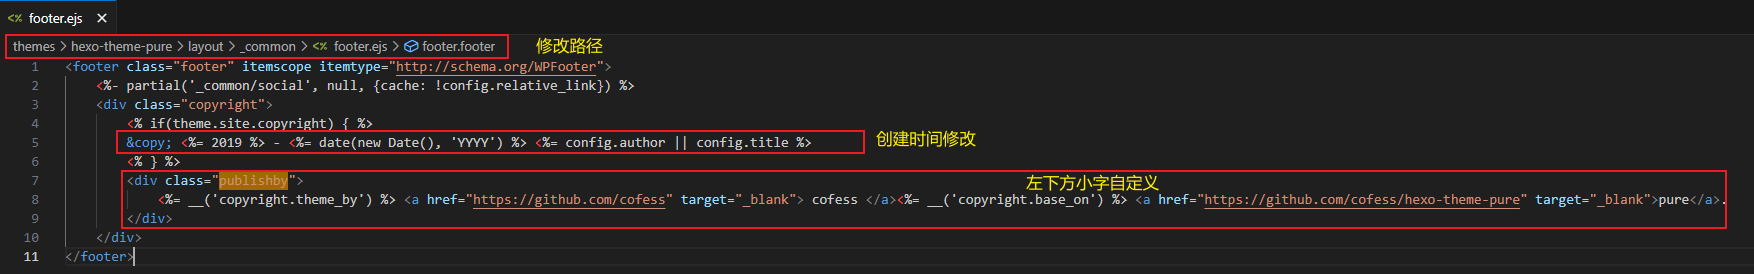 footer.ejs
themes > hexo-theme-pure > layout > _common > footer.ejs > footer.footer 修改路径
1 <footer class="footer" itemscope itemtype="http://schema.org/WPFooter">
2 <%- partial('_common/social', null, {cache: !config.relative_link}) %>
3 <div class="copyright">
4 <% if(theme.site.copyright) { %>
5 &copy; <%= 2019 %> - <%= date(new Date(), 'YYYY') %> <%= config.author || config.title %> 创建时间修改
6 <% } %>
7 <div class="publishby"> 左下方小字自定义
8 <%= __('copyright.theme_by') %> <a href="https://github.com/cofess" target="_blank"> cofess </a><%= __('copyright.base_on') %> <a href="https://github.com/cofess/hexo-theme-pure" target="_blank">pure</a>.
9 </div>
10 </div>
11 </footer>